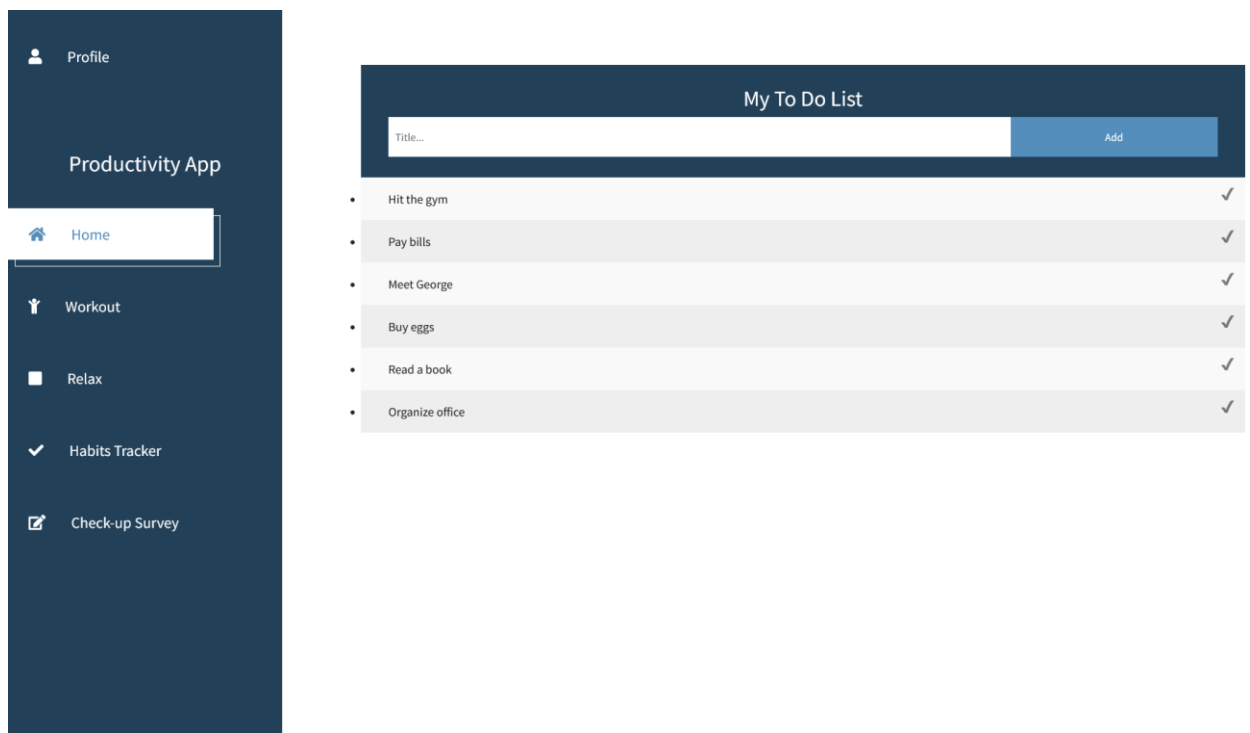 Profile
Productivity App
Home
Workout
Relax
Habits Tracker
Check-up Survey
My To Do List
Title...
Add
Hit the gym
Pay bills
Meet George
Buy eggs
Read a book
Organize office